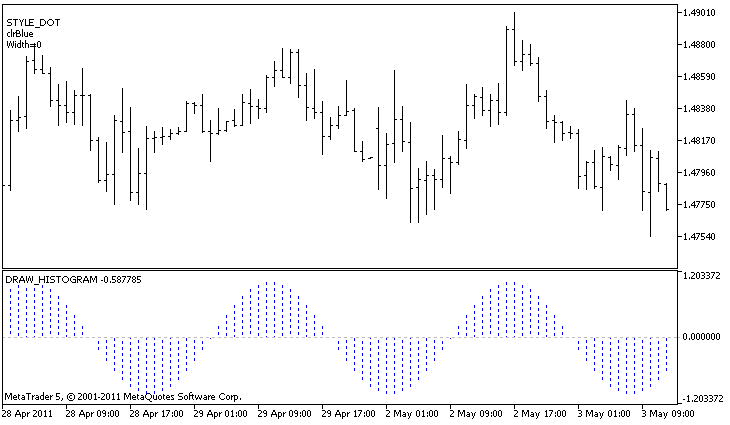 STYLE_DOT
clrBlue
Width=0
1.49010
1.48800
1.48590
1.48380
1.48170
1.47960
1.47750
1.47540
DRAW_HISTOGRAM -0.587785
1.203372
0.000000
-1.203372
MetaTrader 5, © 2001-2011 MetaQuotes Software Corp.
28 Apr 2011 28 Apr 09:00 28 Apr 17:00 29 Apr 01:00 29 Apr 09:00 29 Apr 17:00 2 May 01:00 2 May 09:00 2 May 17:00 3 May 01:00 3 May 09:00